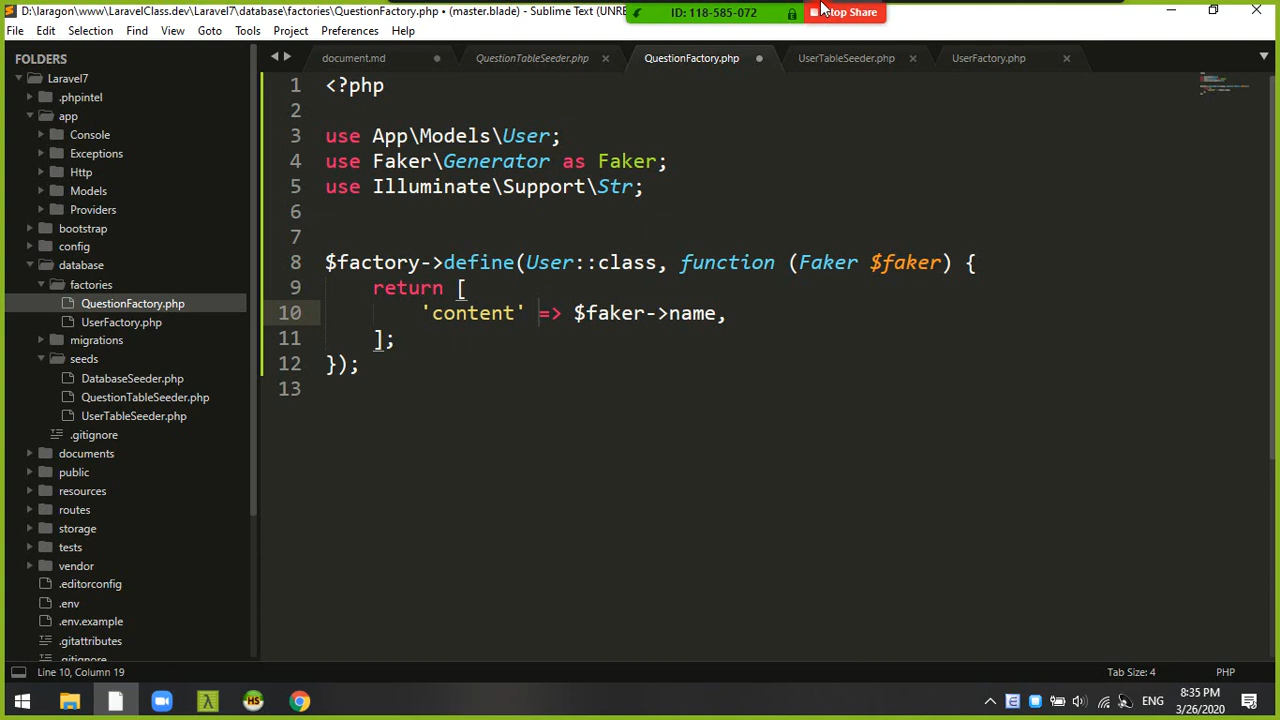 D:\laragon\www\LaravelClass.dev\Laravel7\database\factories\QuestionFactory.php • (master.blade) - Sublime Text (UNRE
ID: 118-585-072
Stop Share
File Edit Selection Find View Goto Tools Project Preferences Help
FOLDERS
Laravel7
.phpintel
app
Console
Exceptions
Http
Models
Providers
bootstrap
config
database
factories
QuestionFactory.php
UserFactory.php
migrations
seeds
DatabaseSeeder.php
QuestionTableSeeder.php
UserTableSeeder.php
.gitignore
documents
public
resources
routes
storage
tests
vendor
.editorconfig
.env
.env.example
.gitattributes
.gitignore
document.md QuestionTableSeeder.php QuestionFactory.php UserTableSeeder.php UserFactory.php
1 <?php
2
3 use App\Models\User;
4 use Faker\Generator as Faker;
5 use Illuminate\Support\Str;
6
7
8 $factory->define(User::class, function (Faker $faker) {
9 return [
10 'content' => $faker->name,
11 ];
12 });
13
Line 10, Column 19
Tab Size: 4
PHP
ENG
8:35 PM
3/26/2020